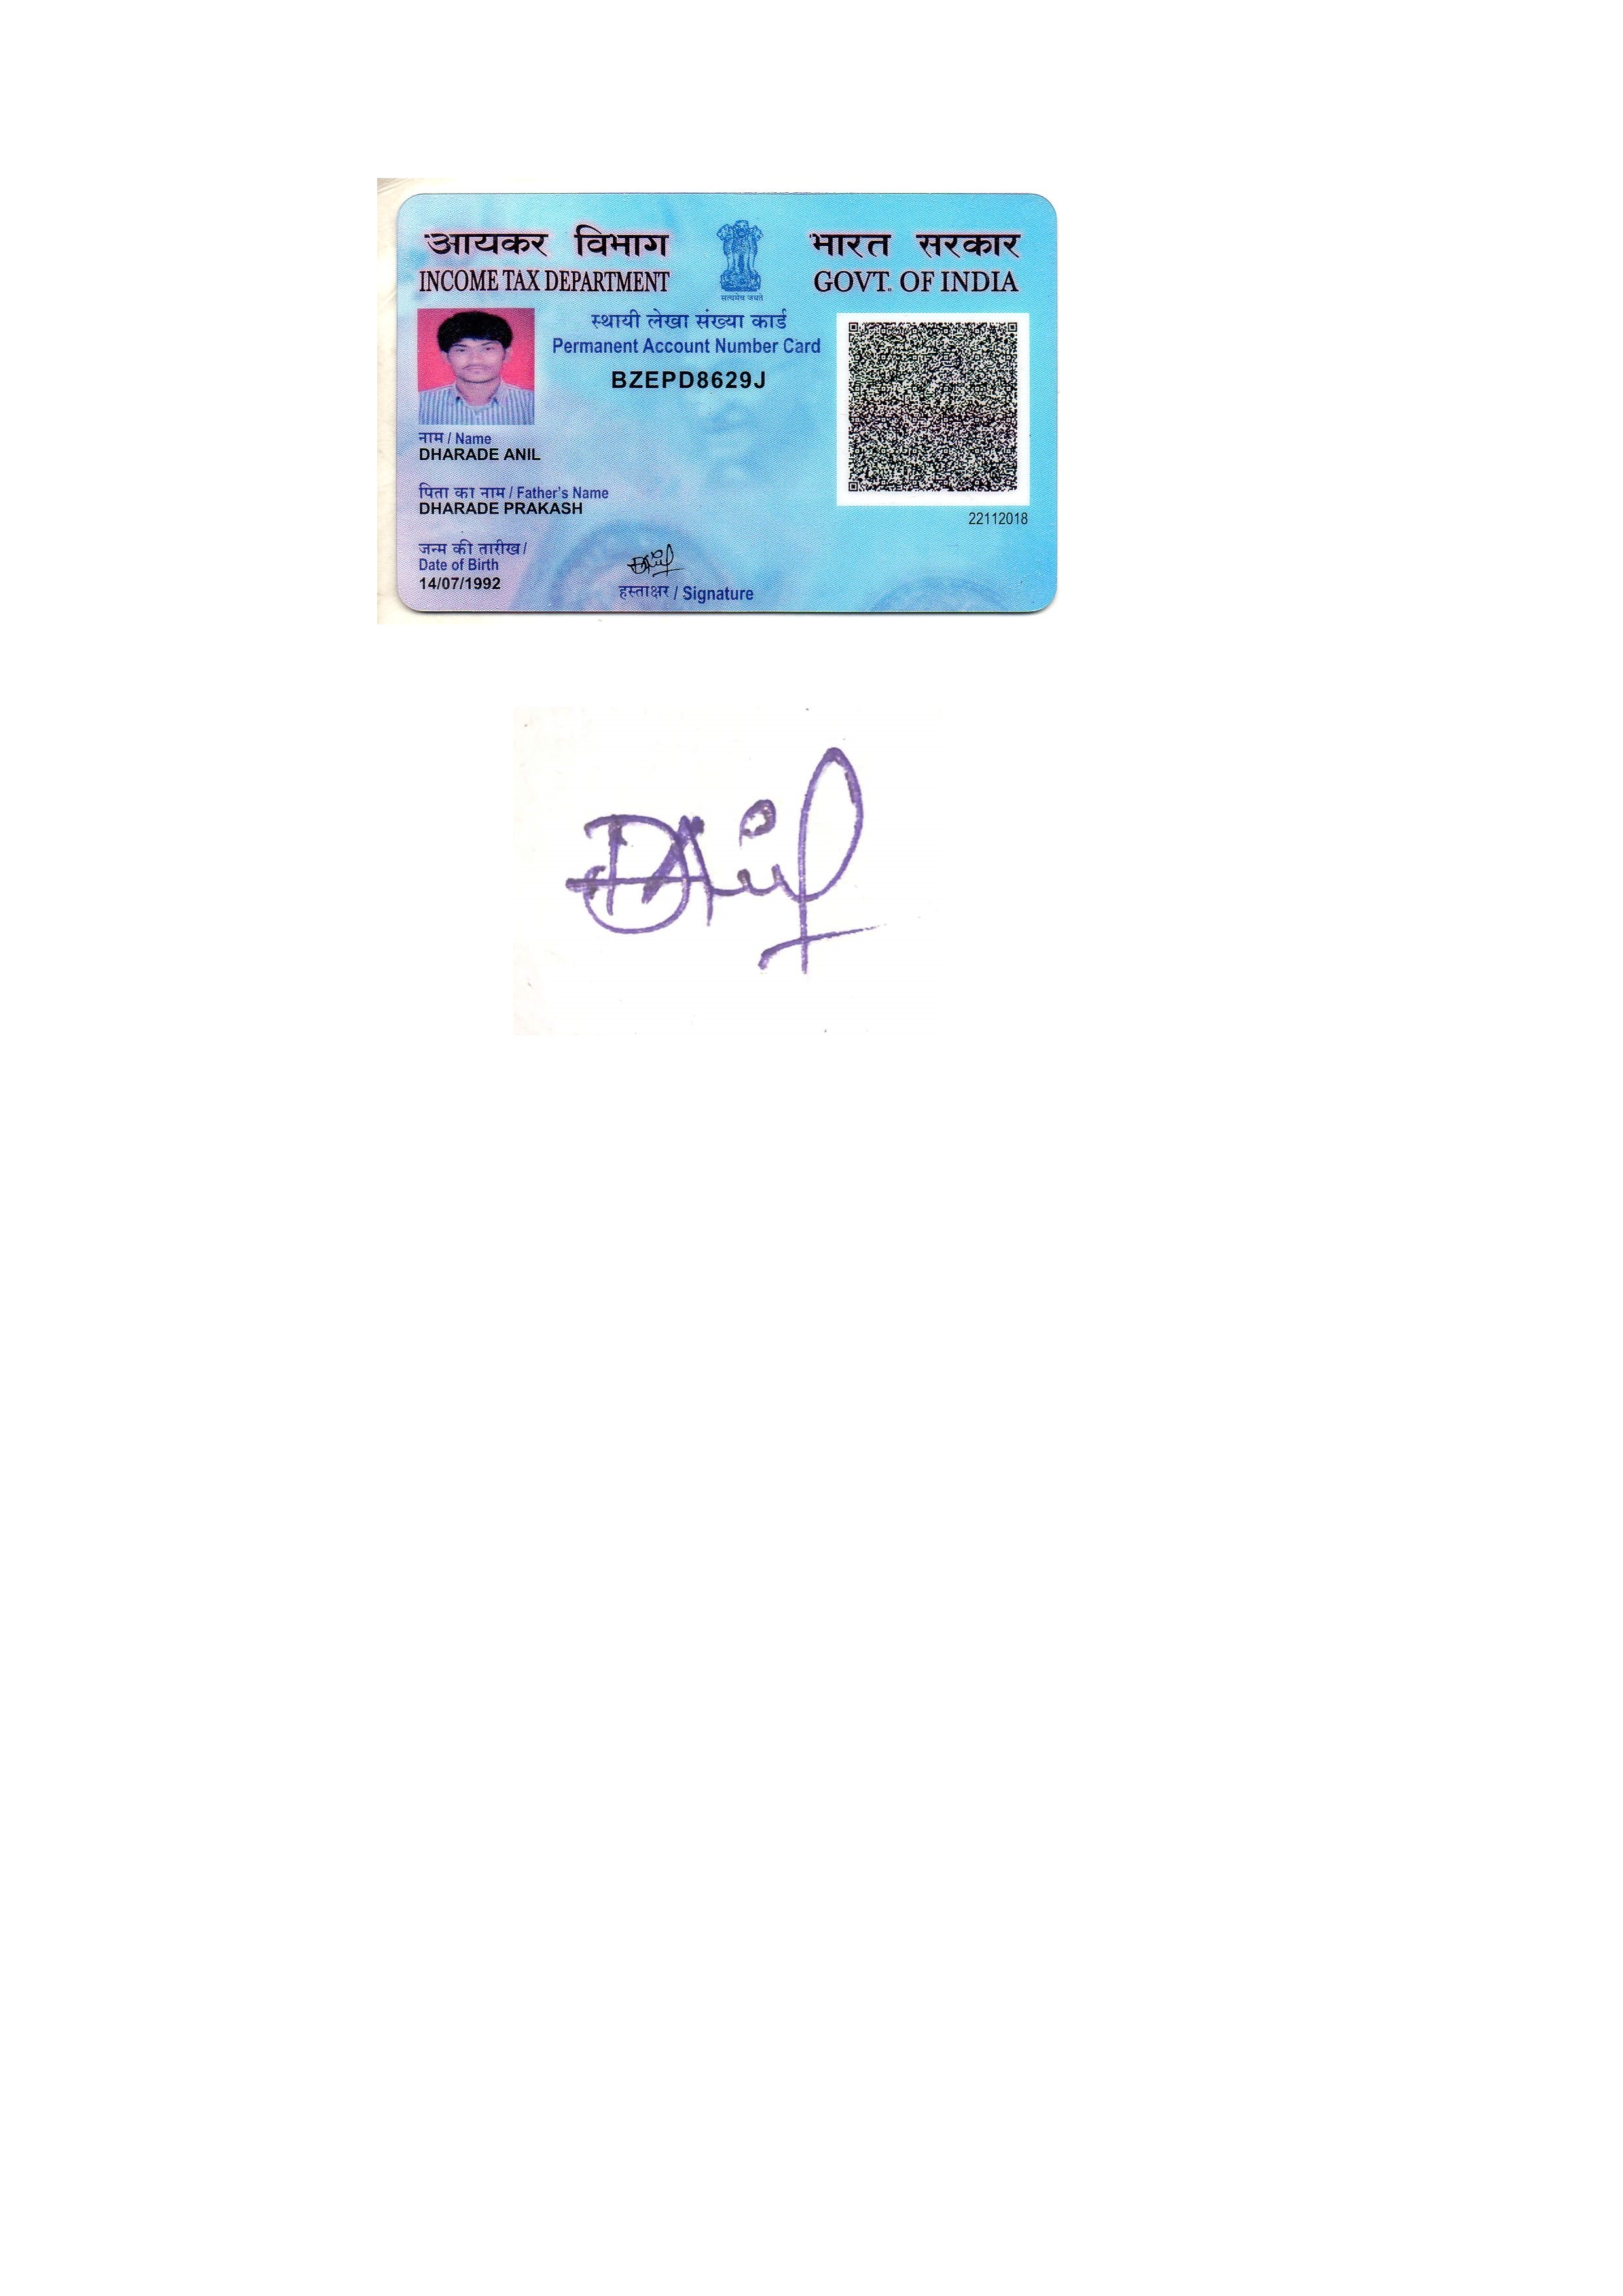 आयकर विभाग
INCOME TAX DEPARTMENT
सत्यमेव जयते
भारत सरकार
GOVT. OF INDIA
स्थायी लेखा संख्या कार्ड
Permanent Account Number Card
BZEPD8629J
नाम / Name
DHARADE ANIL
पिता का नाम / Father's Name
DHARADE PRAKASH
22112018
जन्म की तारीख /
Date of Birth
14/07/1992
हस्ताक्षर / Signature